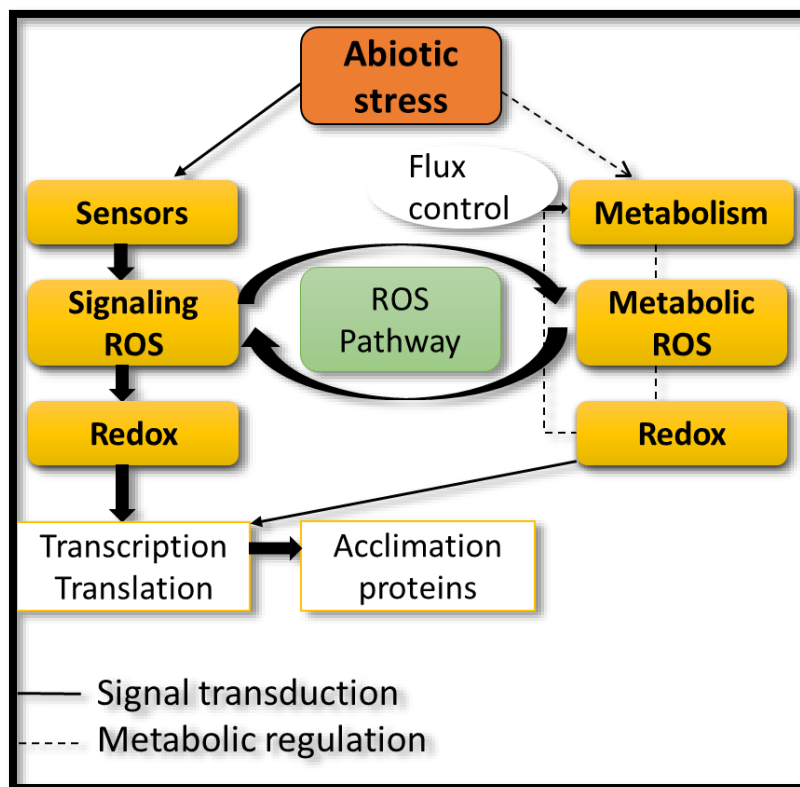 Abiotic
stress
Flux
control
Sensors
Metabolism
Signaling
ROS
ROS
Pathway
Metabolic
ROS
Redox
Redox
Transcription
Translation
Acclimation
proteins
Signal transduction
Metabolic regulation